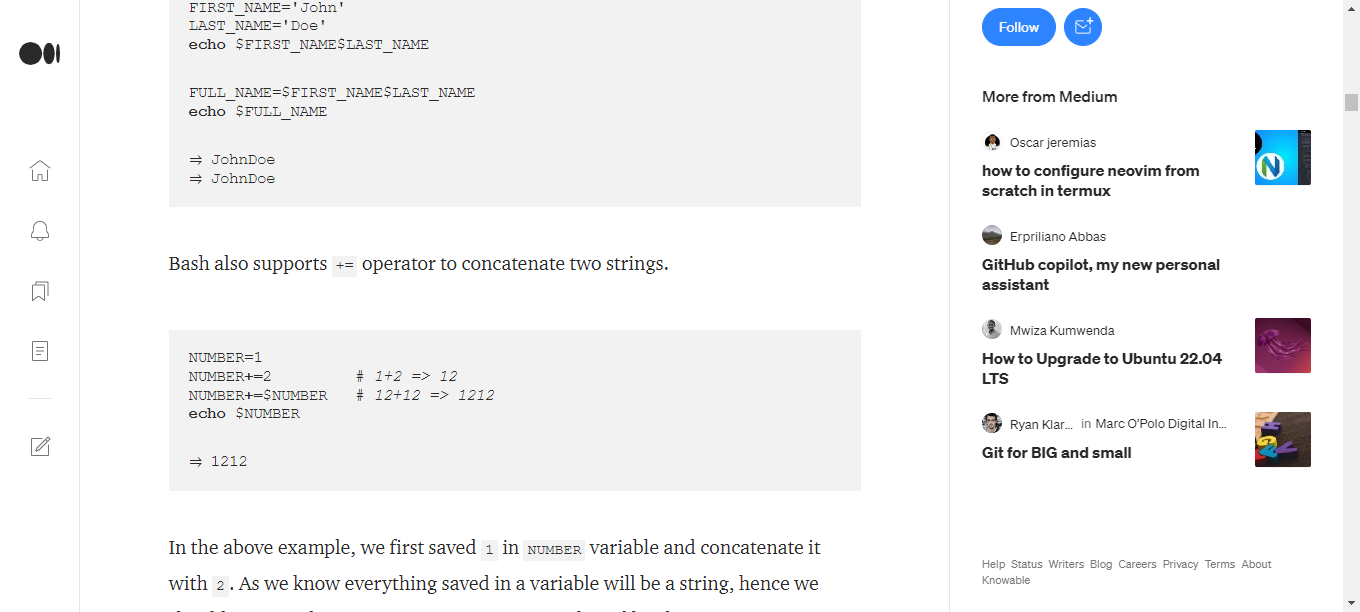 FIRST_NAME='John'
LAST_NAME='Doe'
echo $FIRST_NAME$LAST_NAME
FULL_NAME=$FIRST_NAME$LAST_NAME
echo $FULL_NAME
⇒ JohnDoe
⇒ JohnDoe
Bash also supports += operator to concatenate two strings.
NUMBER=1
NUMBER+=2 # 1+2 => 12
NUMBER+=$NUMBER # 12+12 => 1212
echo $NUMBER
⇒ 1212
In the above example, we first saved 1 in NUMBER variable and concatenate it
with 2. As we know everything saved in a variable will be a string, hence we
Follow
More from Medium
Oscar jeremias
how to configure neovim from
scratch in termux
Erpriliano Abbas
GitHub copilot, my new personal
assistant
Mwiza Kumwenda
How to Upgrade to Ubuntu 22.04
LTS
Ryan Klar... in Marc O'Polo Digital In...
Git for BIG and small
Help Status Writers Blog Careers Privacy Terms About
Knowable